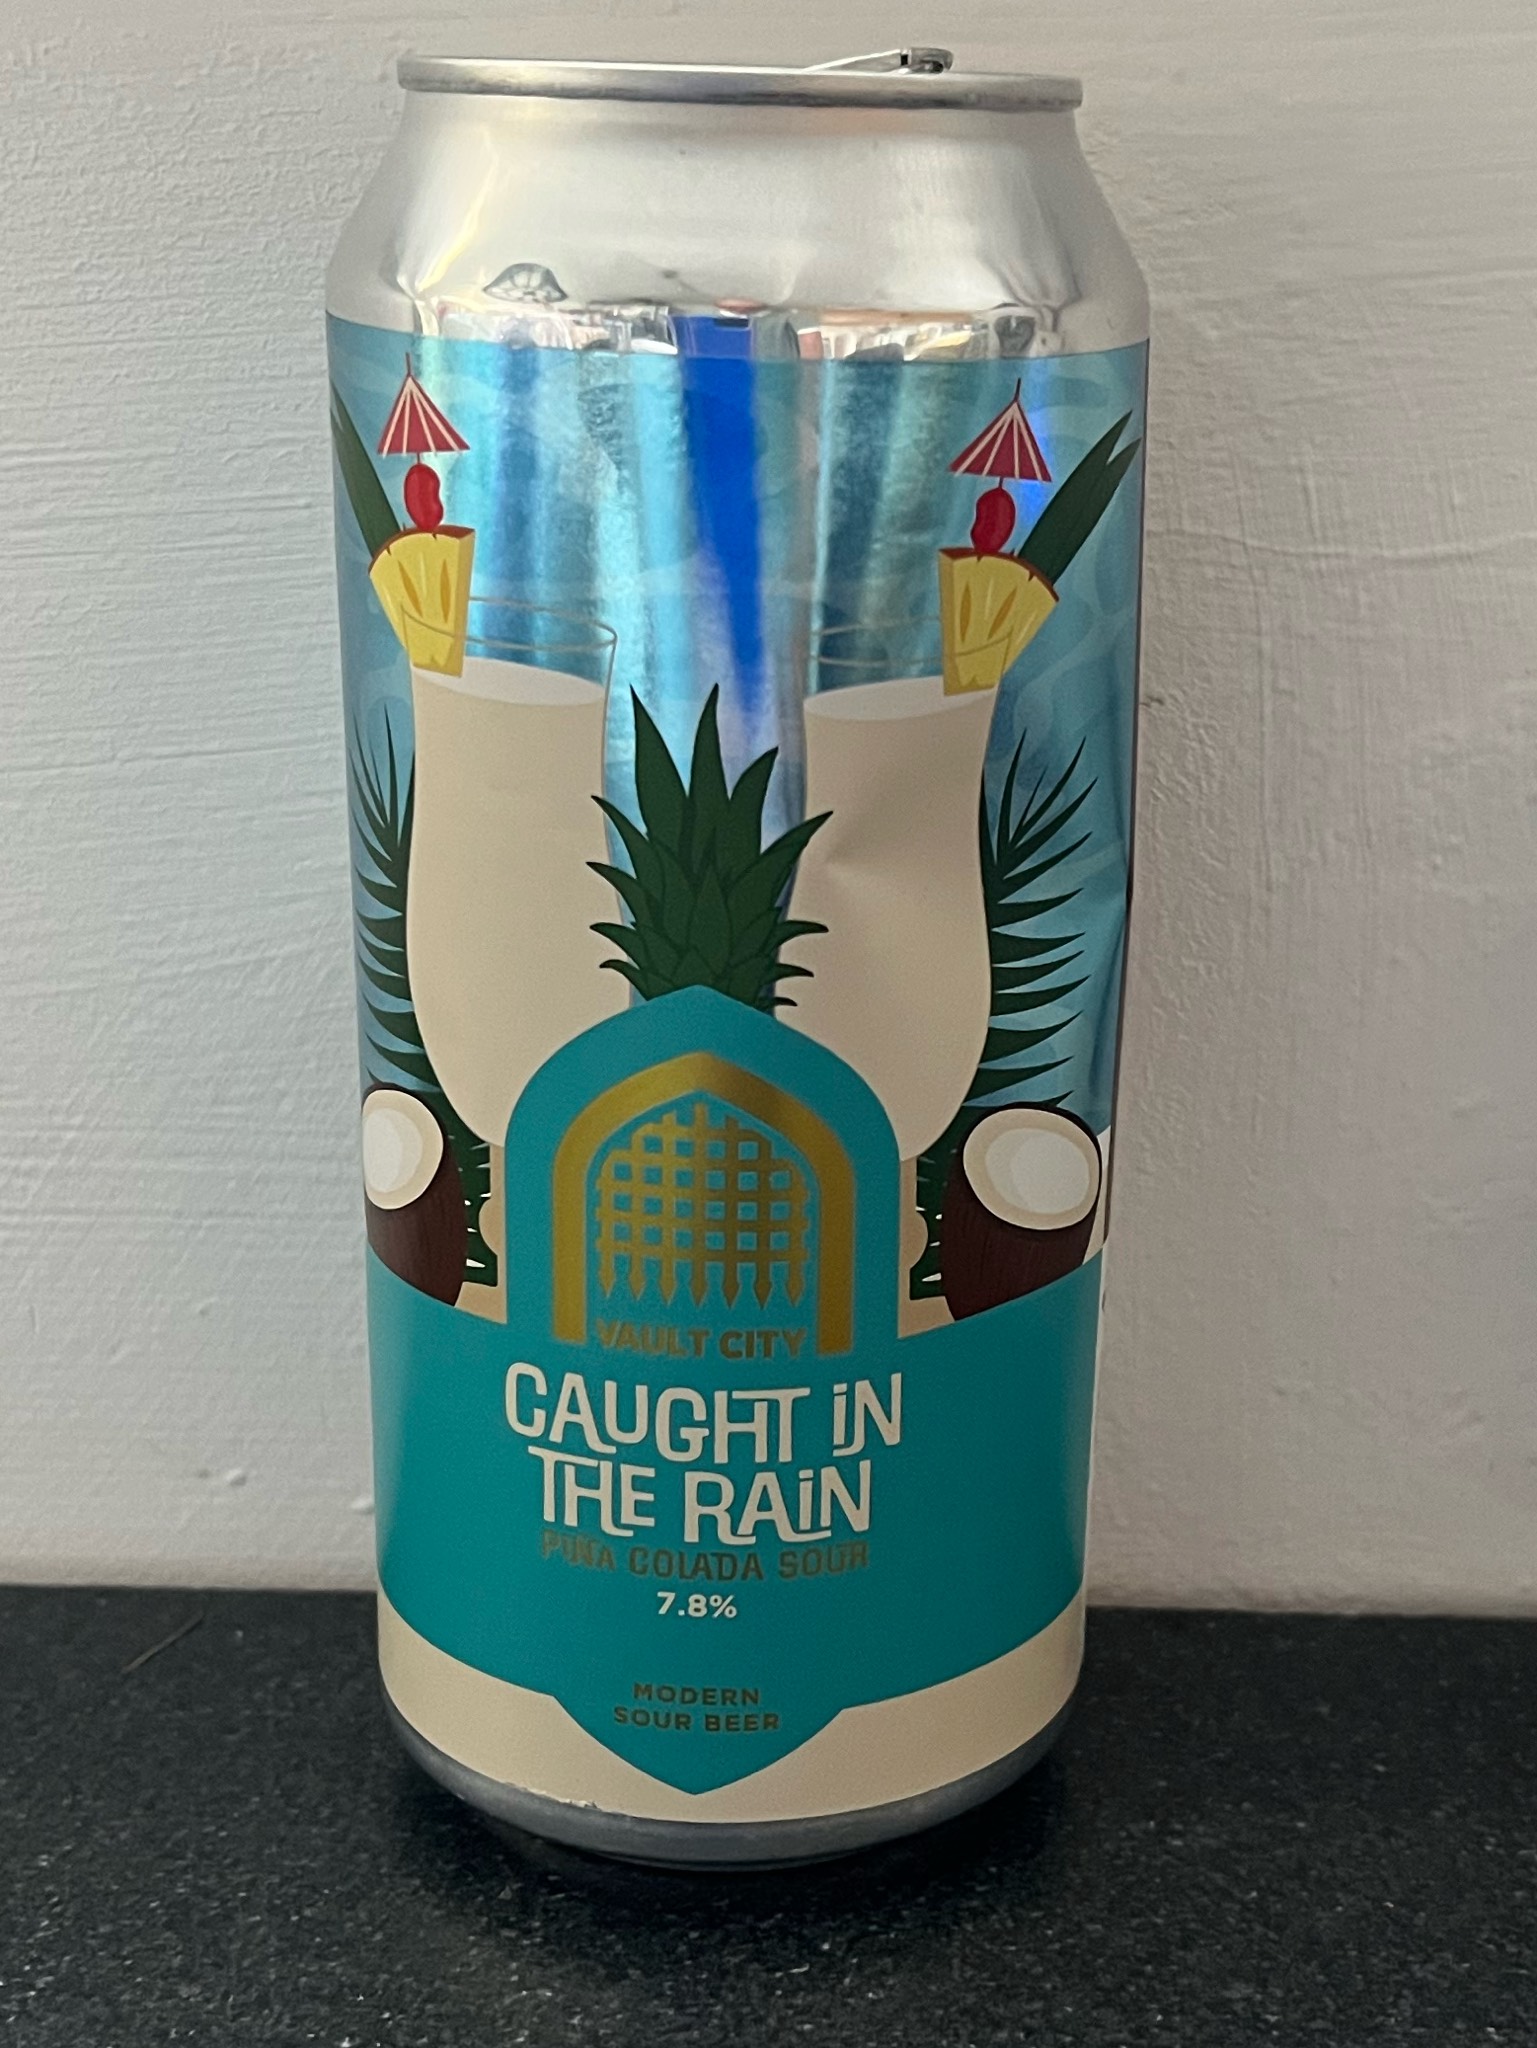 VAULT CITY
CAUGHT iN
THE RAiN
PIÑA COLADA SOUR
7.8%
MODERN
SOUR BEER